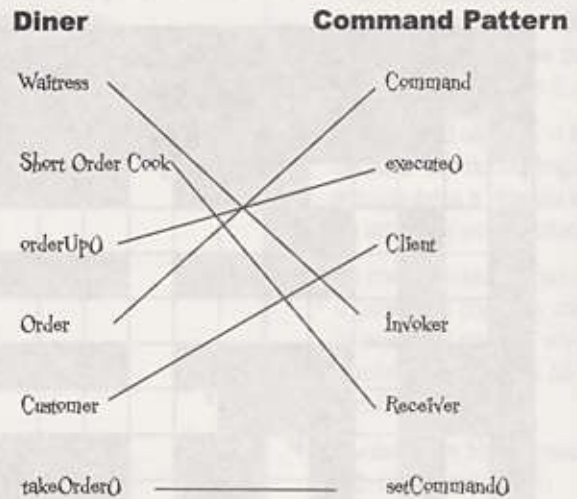 Diner Command Pattern
Waitress Command
Short Order Cook execute()
orderUp() Client
Order Invoker
Customer Receiver
takeOrder() setCommand()